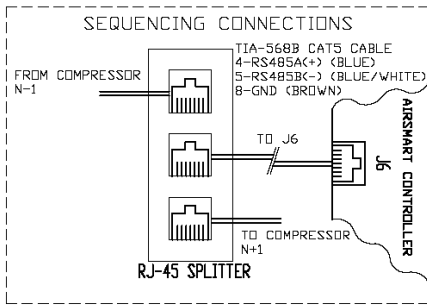 SEQUENCING CONNECTIONS
TIA-568B CAT5 CABLE
4-RS485A(+) (BLUE)
5-RS485B(-) (BLUE/WHITE)
8-GND (BROWN)
FROM COMPRESSOR
N-1
TO J6
J6
AIRSMART CONTROLLER
TO COMPRESSOR
N+1
RJ-45 SPLITTER